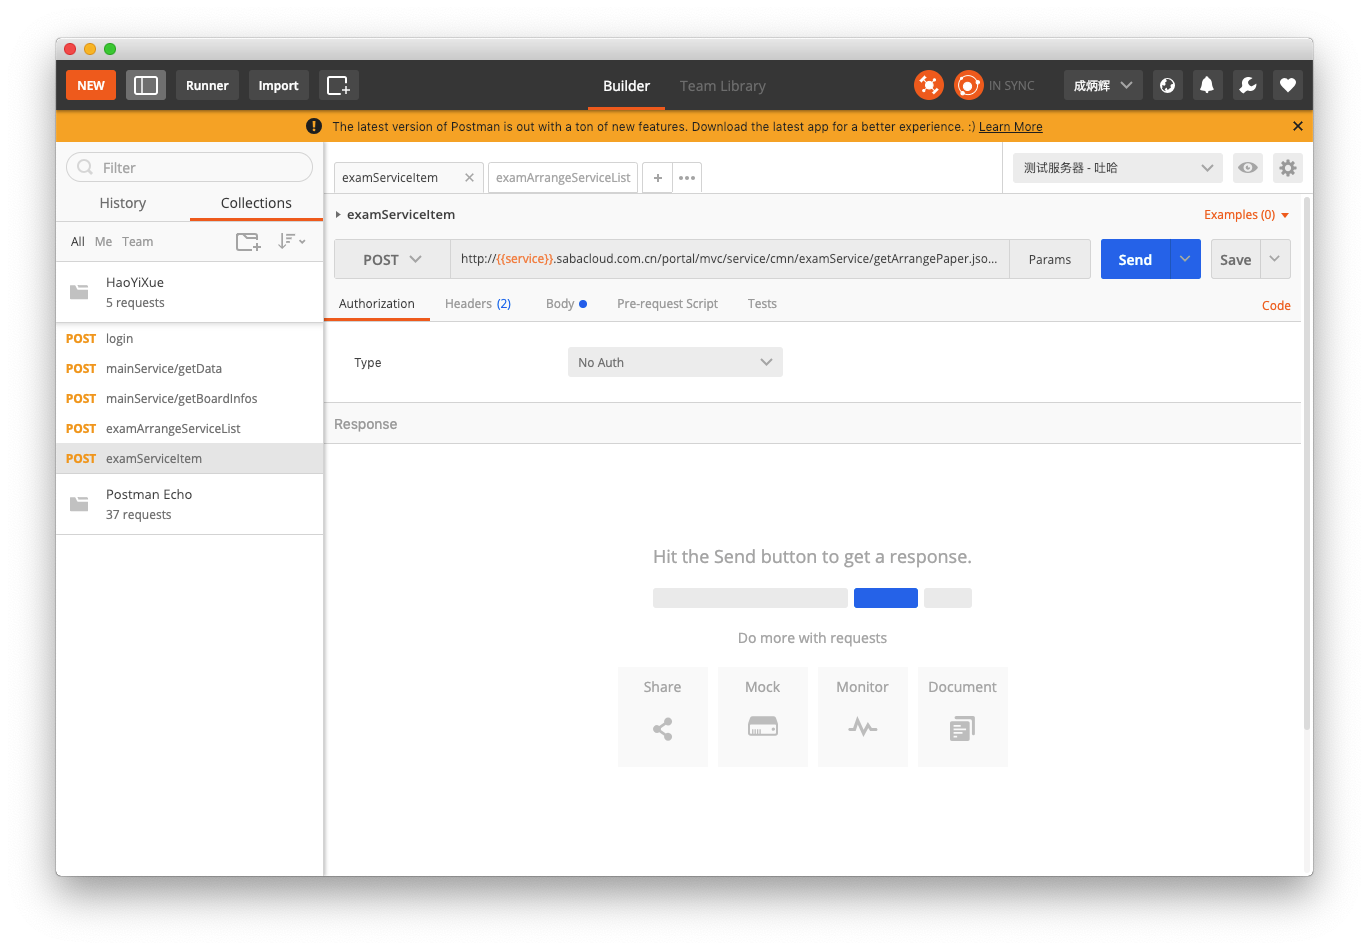 NEW Runner Import Builder Team Library IN SYNC 成炳辉
The latest version of Postman is out with a ton of new features. Download the latest app for a better experience. :) Learn More
Filter
History Collections
All Me Team
HaoYiXue
5 requests
POST login
POST mainService/getData
POST mainService/getBoardInfos
POST examArrangeServiceList
POST examServiceItem
Postman Echo
37 requests
examServiceItem examArrangeServiceList
测试服务器 - 吐哈
examServiceItem Examples (0)
POST http://{{service}}.sabacloud.com.cn/portal/mvc/service/cmn/examService/getArrangePaper.jso... Params Send Save
Authorization Headers (2) Body Pre-request Script Tests Code
Type No Auth
Response
Hit the Send button to get a response.
Do more with requests
Share Mock Monitor Document